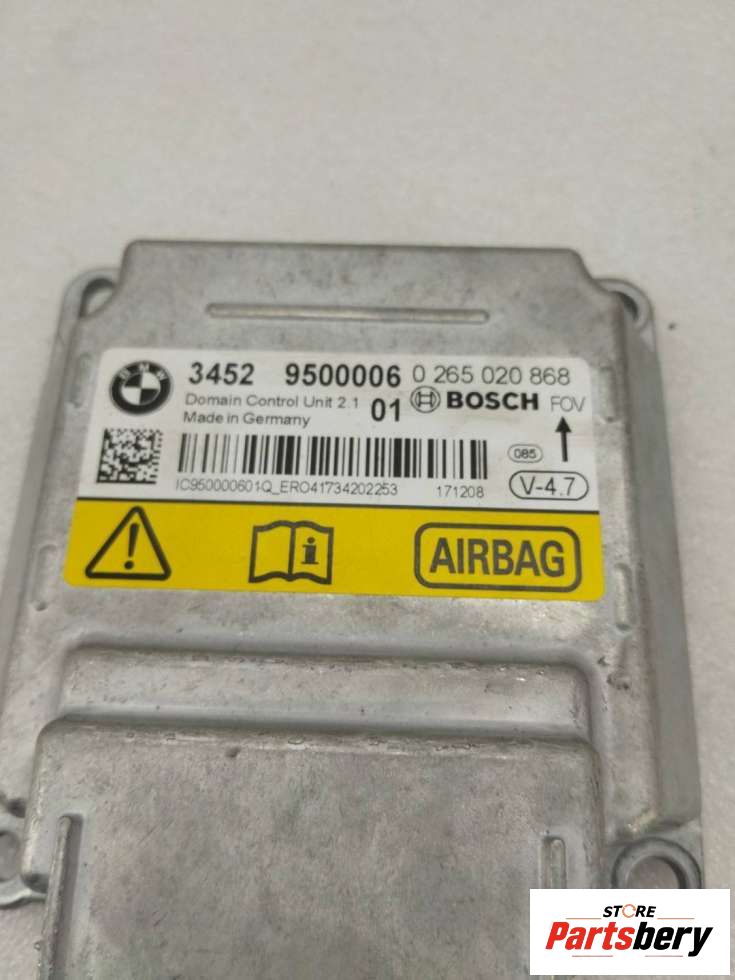 BMW
3452 9500006 0 265 020 868
Domain Control Unit 2.1 01 BOSCH FOV
Made in Germany
085
IC950000601Q_ERO41734202253 171208 V-4.7
AIRBAG
STORE
Partsbery